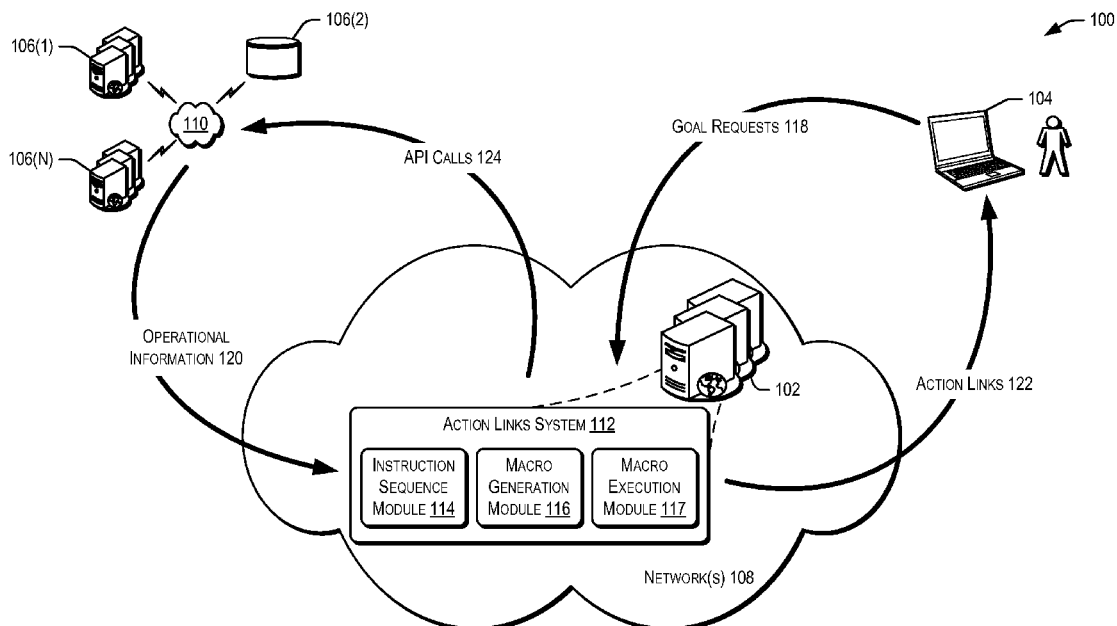 106(1)
106(2)
100
110
104
GOAL REQUESTS 118
106(N)
API CALLS 124
OPERATIONAL
INFORMATION 120
102
ACTION LINKS 122
ACTION LINKS SYSTEM 112
INSTRUCTION
SEQUENCE
MODULE 114
MACRO
GENERATION
MODULE 116
MACRO
EXECUTION
MODULE 117
NETWORK(S) 108